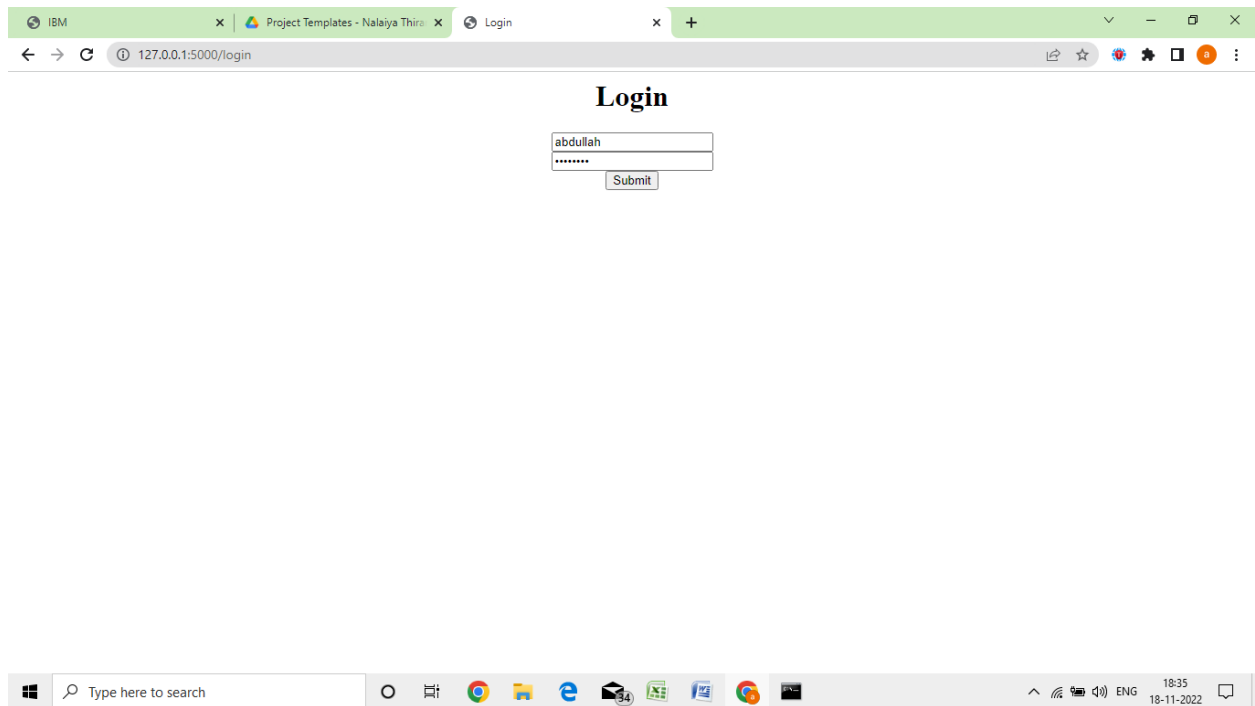 IBM
Project Templates - Nalaiya Thira
Login
127.0.0.1:5000/login
a
Login
abdullah
••••••••
Submit
Type here to search
34
a
ENG
18:35
18-11-2022